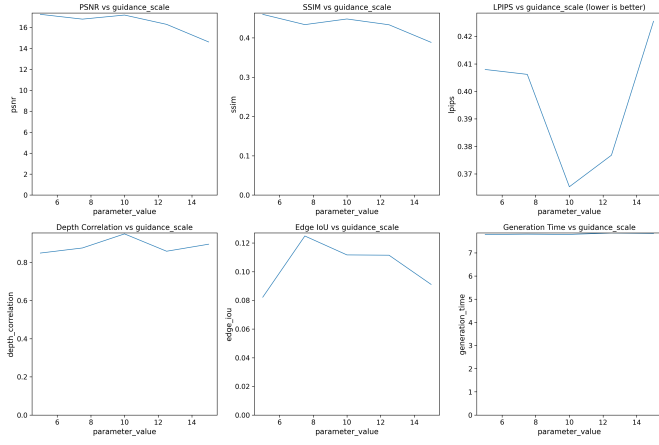 PSNR vs guidance_scale
psnr
16
14
12
10
8
6
4
2
0
6 8 10 12 14
parameter_value
SSIM vs guidance_scale
ssim
0.4
0.3
0.2
0.1
0.0
6 8 10 12 14
parameter_value
LPIPS vs guidance_scale (lower is better)
lpips
0.42
0.41
0.40
0.39
0.38
0.37
6 8 10 12 14
parameter_value
Depth Correlation vs guidance_scale
depth_correlation
0.8
0.6
0.4
0.2
0.0
6 8 10 12 14
parameter_value
Edge IoU vs guidance_scale
edge_iou
0.12
0.10
0.08
0.06
0.04
0.02
0.00
6 8 10 12 14
parameter_value
Generation Time vs guidance_scale
generation_time
7
6
5
4
3
2
1
0
6 8 10 12 14
parameter_value